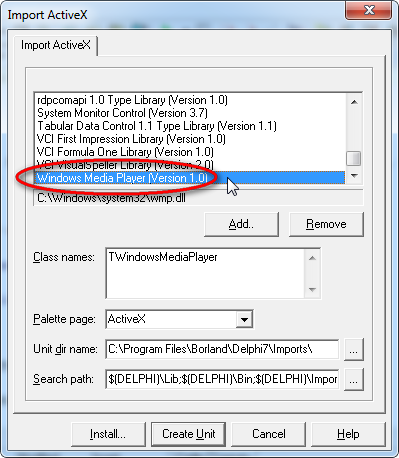 Import ActiveX
Import ActiveX
rdpcomapi 1.0 Type Library (Version 1.0)
System Monitor Control (Version 3.7)
Tabular Data Control 1.1 Type Library (Version 1.1)
VCI First Impression Library (Version 1.0)
VCI Formula One Library (Version 1.0)
VCI VisualSpeller Library (Version 2.0)
Windows Media Player (Version 1.0)
C:\Windows\system32\wmp.dll
Add..
Remove
Class names:
TWindowsMediaPlayer
Palette page:
ActiveX
Unit dir name:
C:\Program Files\Borland\Delphi7\Imports\
...
Search path:
$(DELPHI)\Lib;$(DELPHI)\Bin;$(DELPHI)\Impor
...
Install...
Create Unit
Cancel
Help